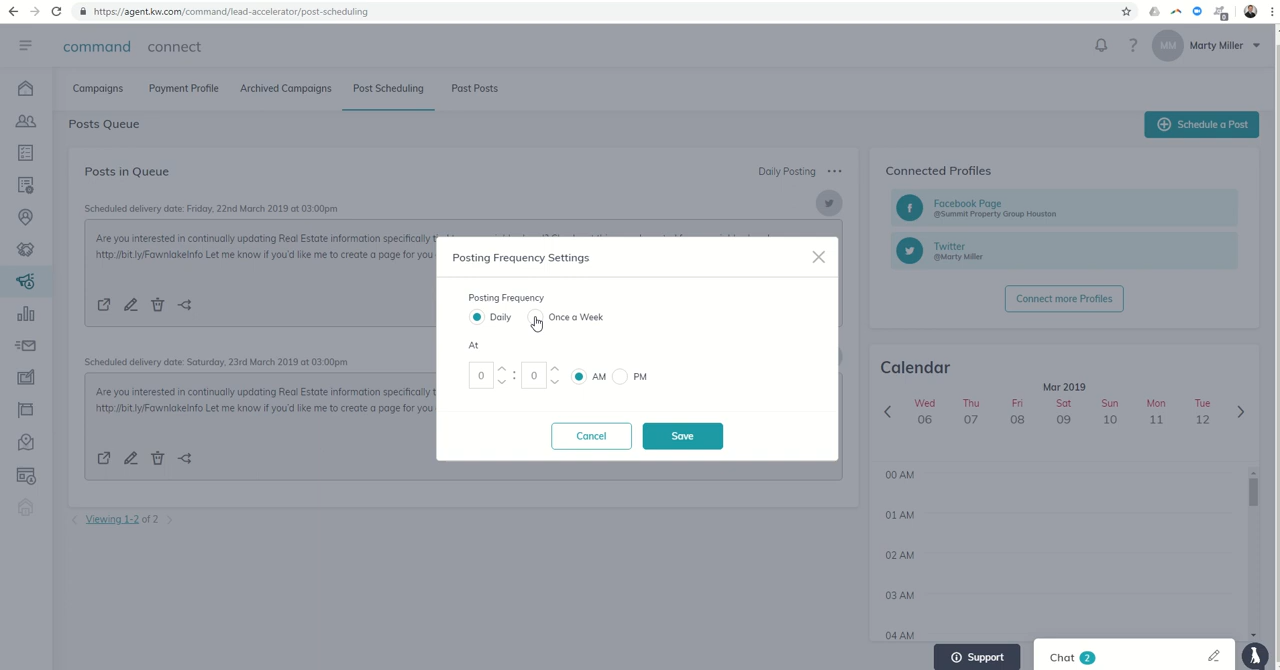 https://agent.kw.com/command/lead-accelerator/post-scheduling
command connect
MM Marty Miller
Campaigns Payment Profile Archived Campaigns Post Scheduling Past Posts
Posts Queue
Schedule a Post
Posts in Queue
Daily Posting
Scheduled delivery date: Friday, 22nd March 2019 at 03:00pm
Are you interested in continually updating Real Estate information specifically
http://bit.ly/FawnlakeInfo Let me know if you'd like me to create a page for you
Scheduled delivery date: Saturday, 23rd March 2019 at 03:00pm
Are you interested in continually updating Real Estate information specifically
http://bit.ly/FawnlakeInfo Let me know if you'd like me to create a page for you
Viewing 1-2 of 2
Posting Frequency Settings
Posting Frequency
Daily Once a Week
At
0 : 0 AM PM
Cancel Save
Connected Profiles
Facebook Page
@Summit Property Group Houston
Twitter
@Marty Miller
Connect more Profiles
Calendar
Mar 2019
Wed Thu Fri Sat Sun Mon Tue
06 07 08 09 10 11 12
00 AM
01 AM
02 AM
03 AM
04 AM
Support
Chat 2